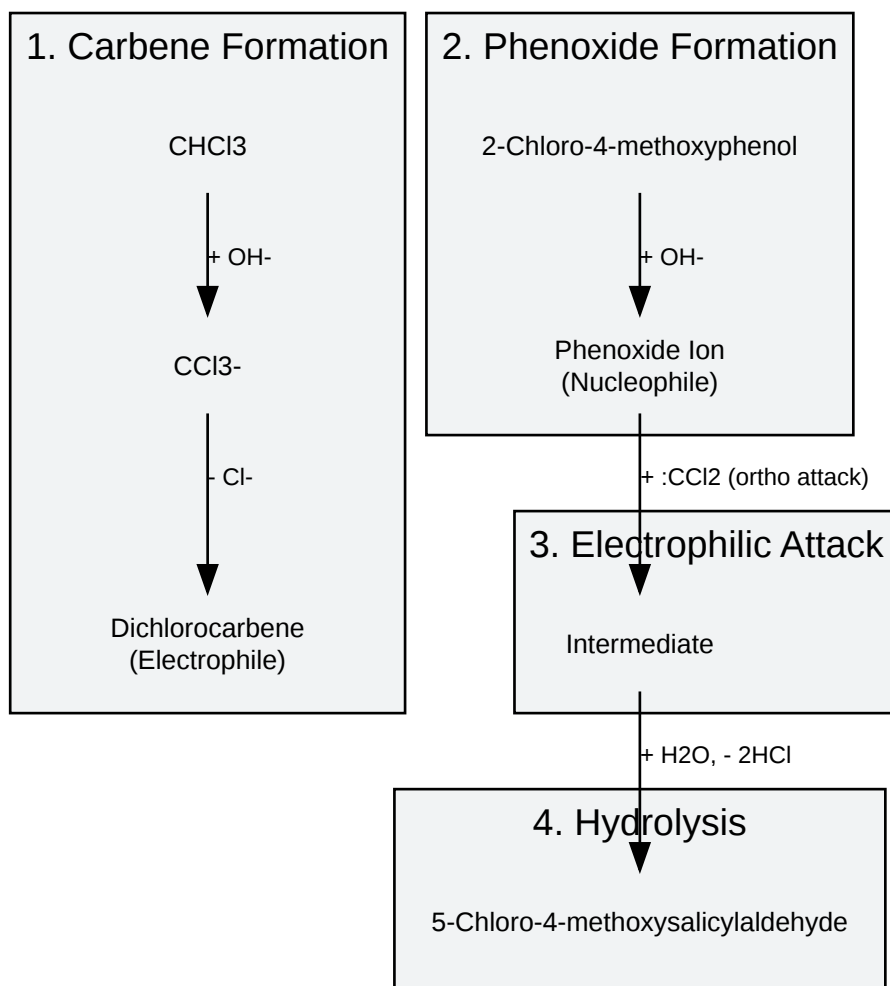 1. Carbene Formation
CHCl3
+ OH-
CCl3-
- Cl-
Dichlorocarbene
(Electrophile)
2. Phenoxide Formation
2-Chloro-4-methoxyphenol
+ OH-
Phenoxide Ion
(Nucleophile)
+ :CCl2 (ortho attack)
3. Electrophilic Attack
Intermediate
+ H2O, - 2HCl
4. Hydrolysis
5-Chloro-4-methoxysalicylaldehyde